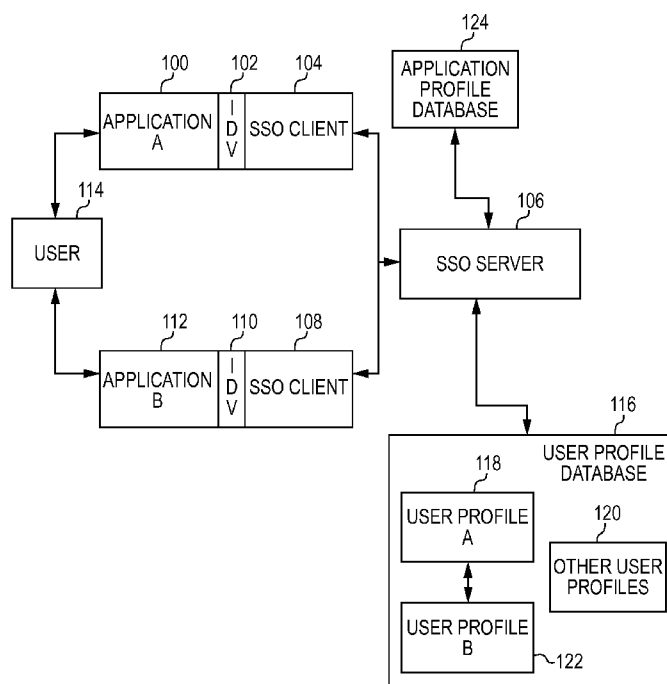 100
102
104
APPLICATION
A
I
D
V
SSO CLIENT
124
APPLICATION
PROFILE
DATABASE
114
USER
106
SSO SERVER
112
110
108
APPLICATION
B
I
D
V
SSO CLIENT
116
USER PROFILE
DATABASE
118
USER PROFILE
A
120
OTHER USER
PROFILES
USER PROFILE
B
122